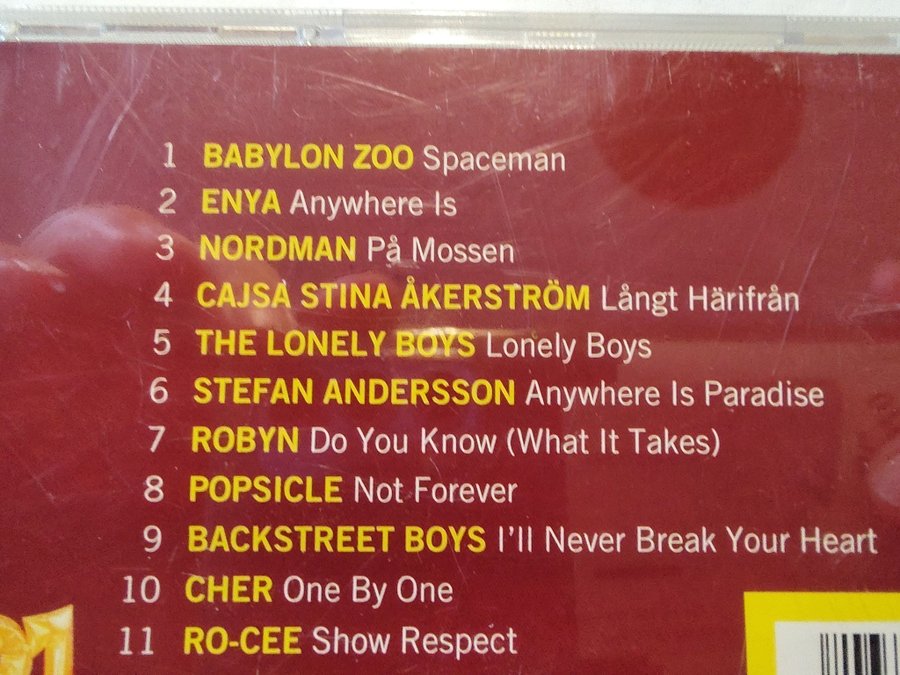 1 BABYLON ZOO Spaceman
2 ENYA Anywhere Is
3 NORDMAN På Mossen
4 CAJSA STINA ÅKERSTRÖM Långt Härifrån
5 THE LONELY BOYS Lonely Boys
6 STEFAN ANDERSSON Anywhere Is Paradise
7 ROBYN Do You Know (What It Takes)
8 POPSICLE Not Forever
9 BACKSTREET BOYS I'll Never Break Your Heart
10 CHER One By One
11 RO-CEE Show Respect